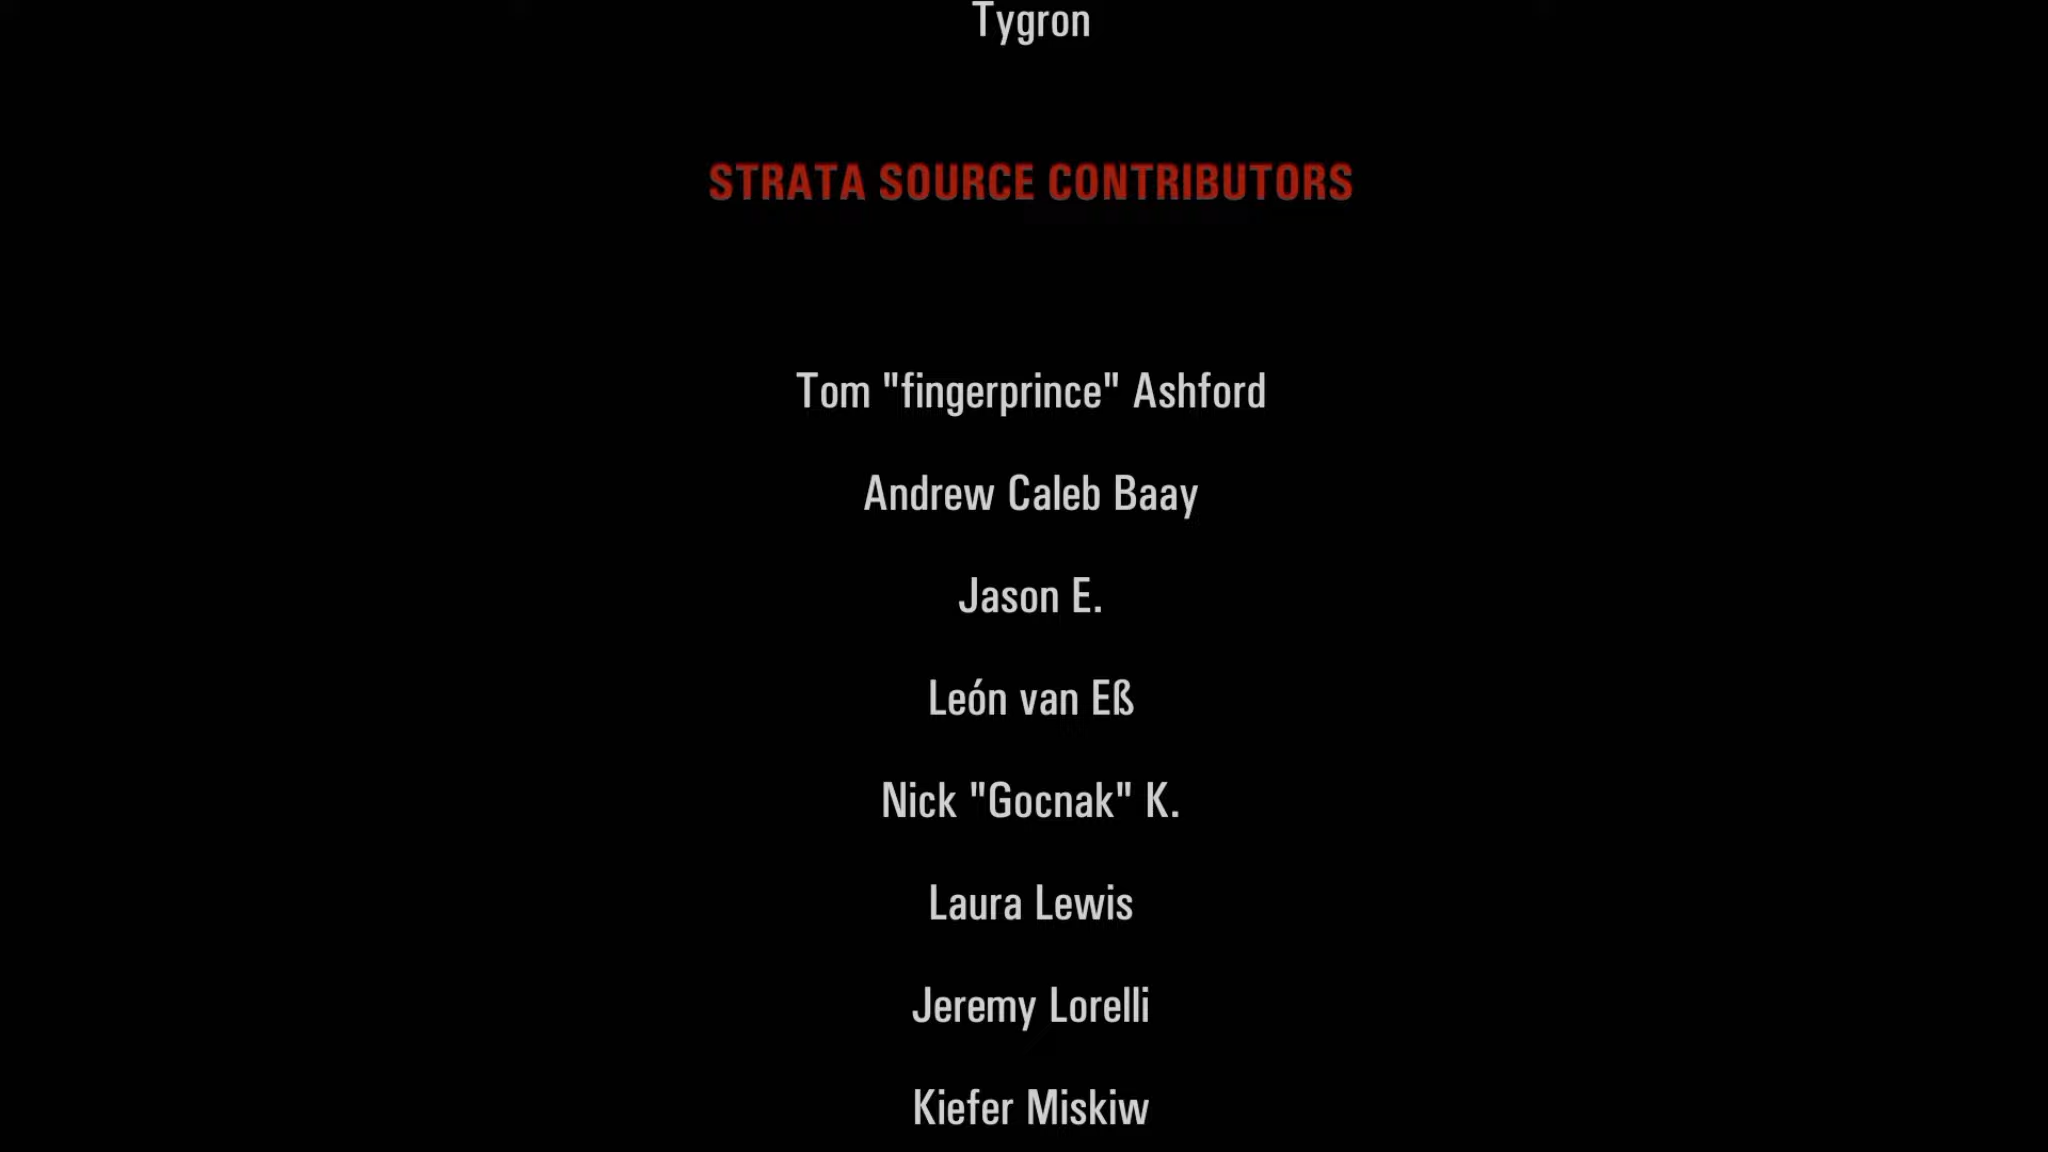 Tygron
STRATA SOURCE CONTRIBUTORS
Tom "fingerprince" Ashford
Andrew Caleb Baay
Jason E.
León van Eß
Nick "Gocnak" K.
Laura Lewis
Jeremy Lorelli
Kiefer Miskiw